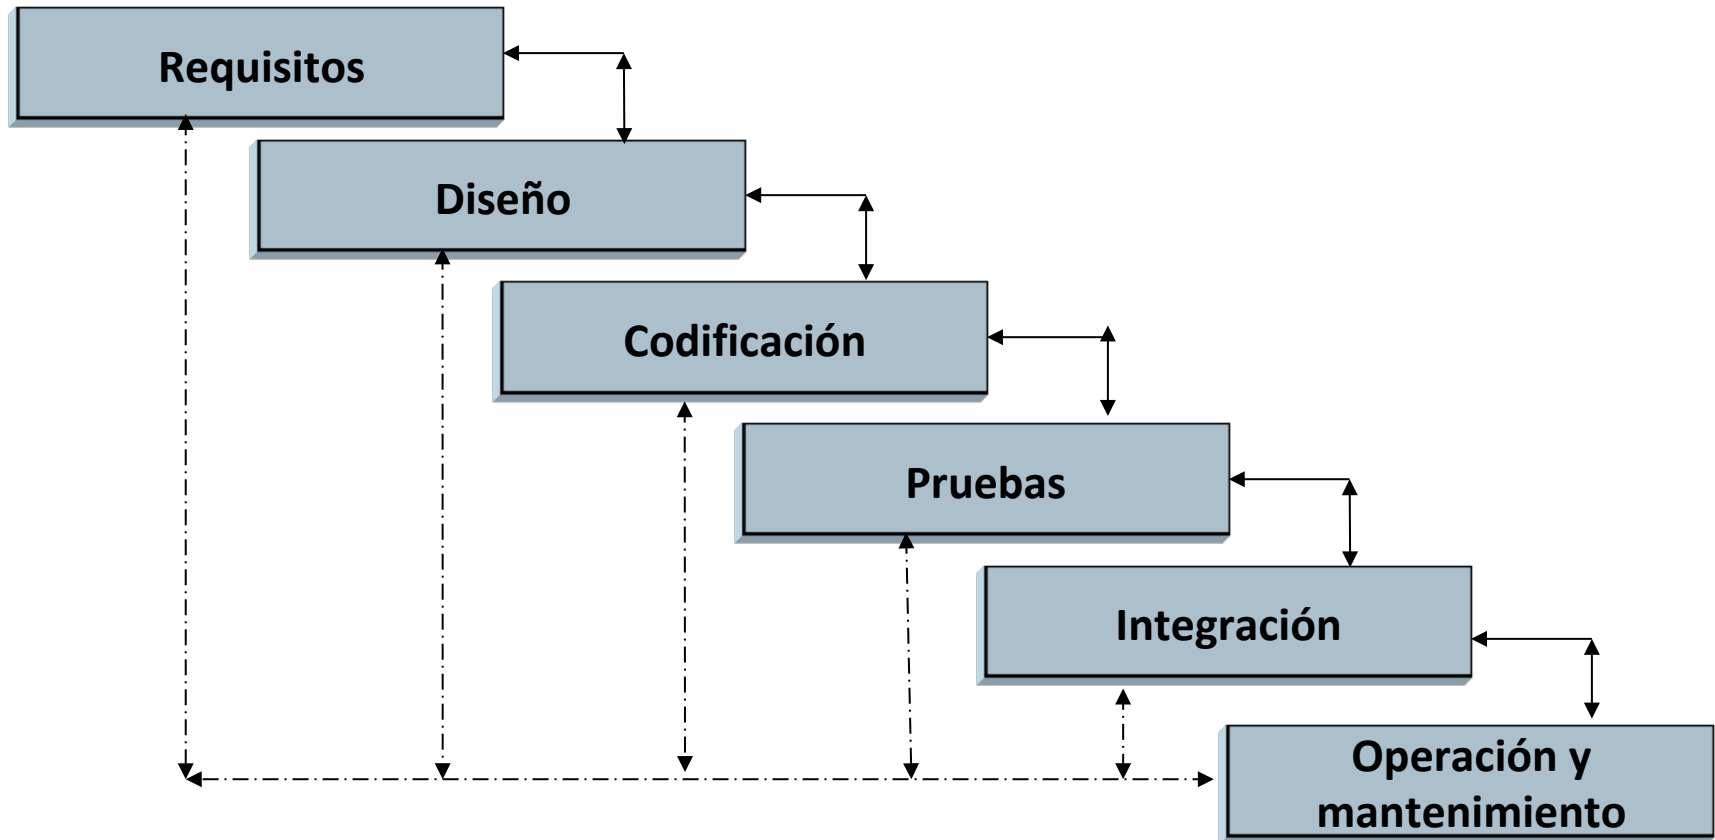 Requisitos
Diseño
Codificación
Pruebas
Integración
Operación y
mantenimiento